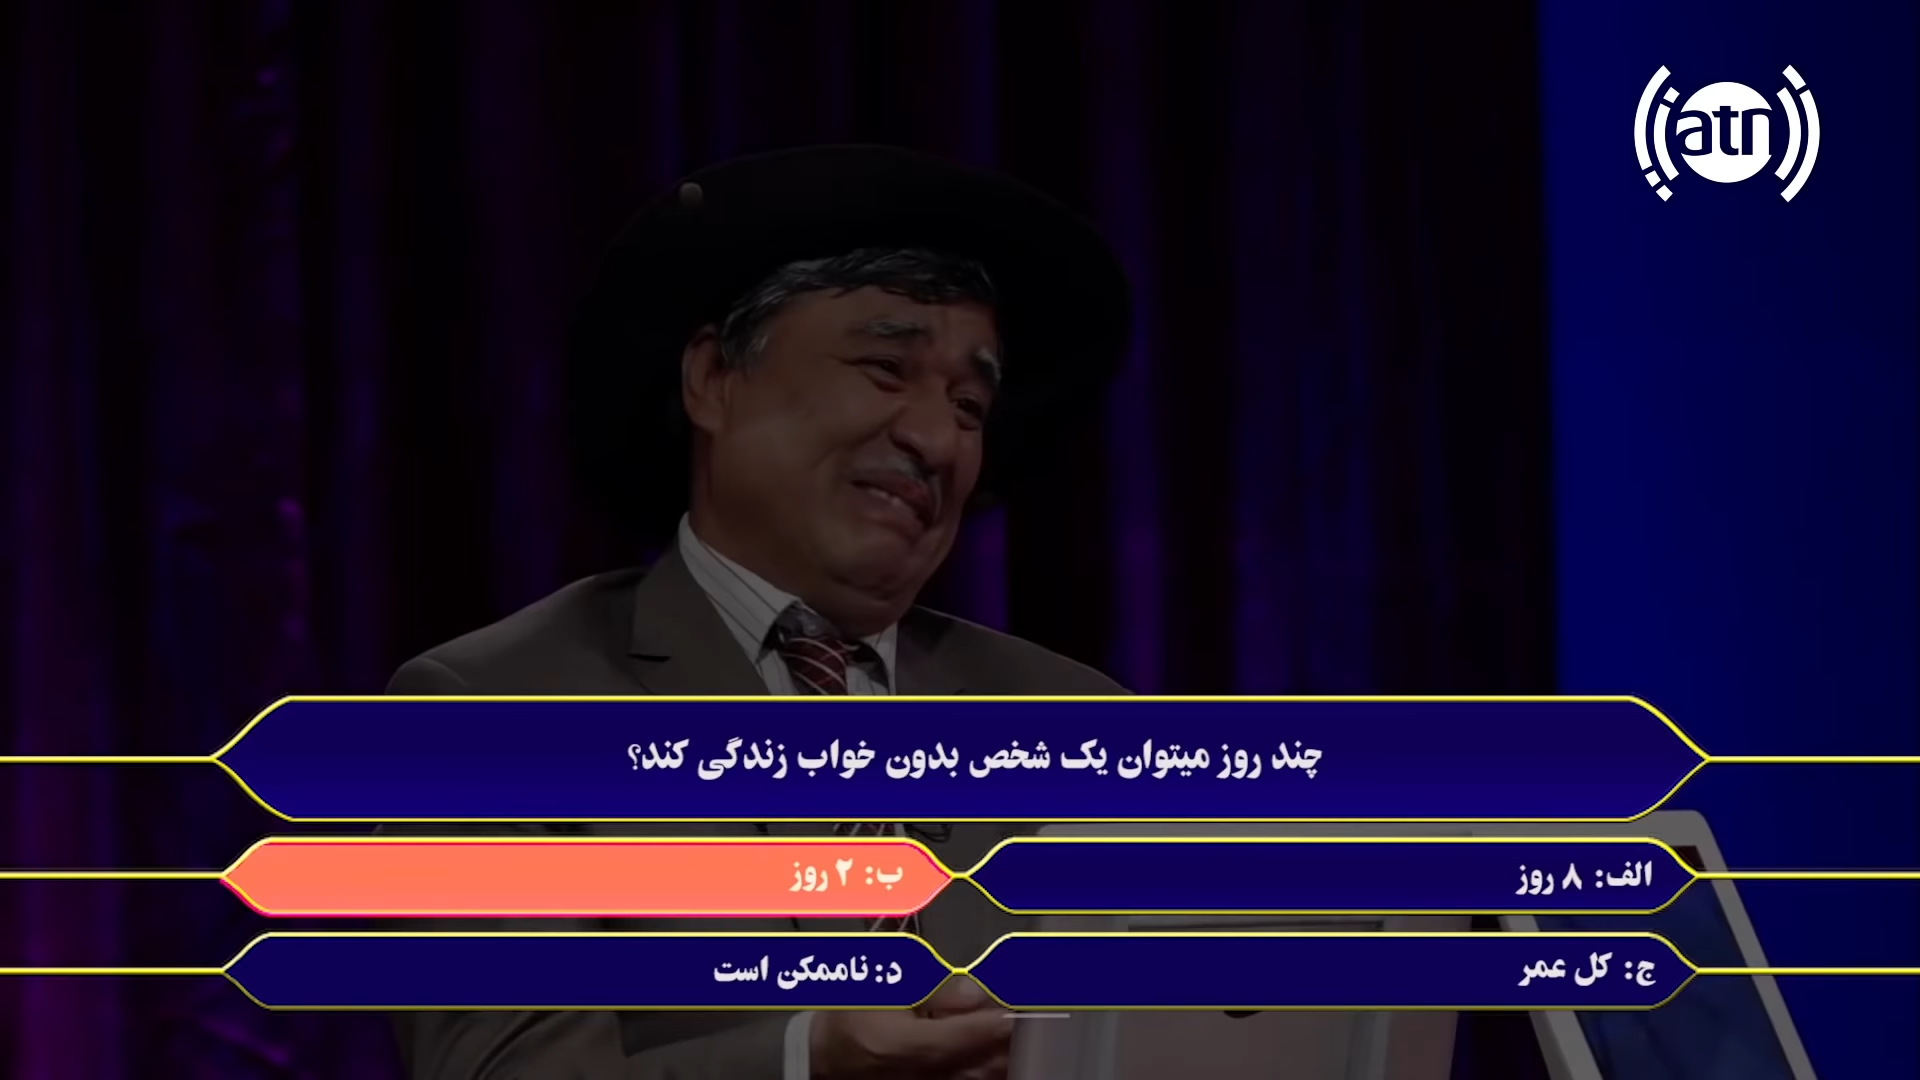 atn
چند روز میتوان یک شخص بدون خواب زندگی کند؟
الف: ۸ روز
ب: ۲ روز
ج: کل عمر
د: ناممکن است